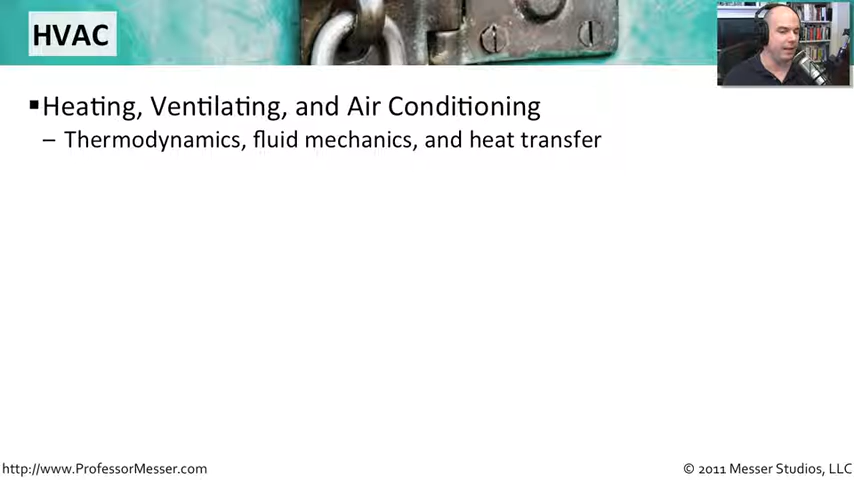 HVAC
▪Heating, Ventilating, and Air Conditioning
– Thermodynamics, fluid mechanics, and heat transfer
http://www.ProfessorMesser.com
© 2011 Messer Studios, LLC